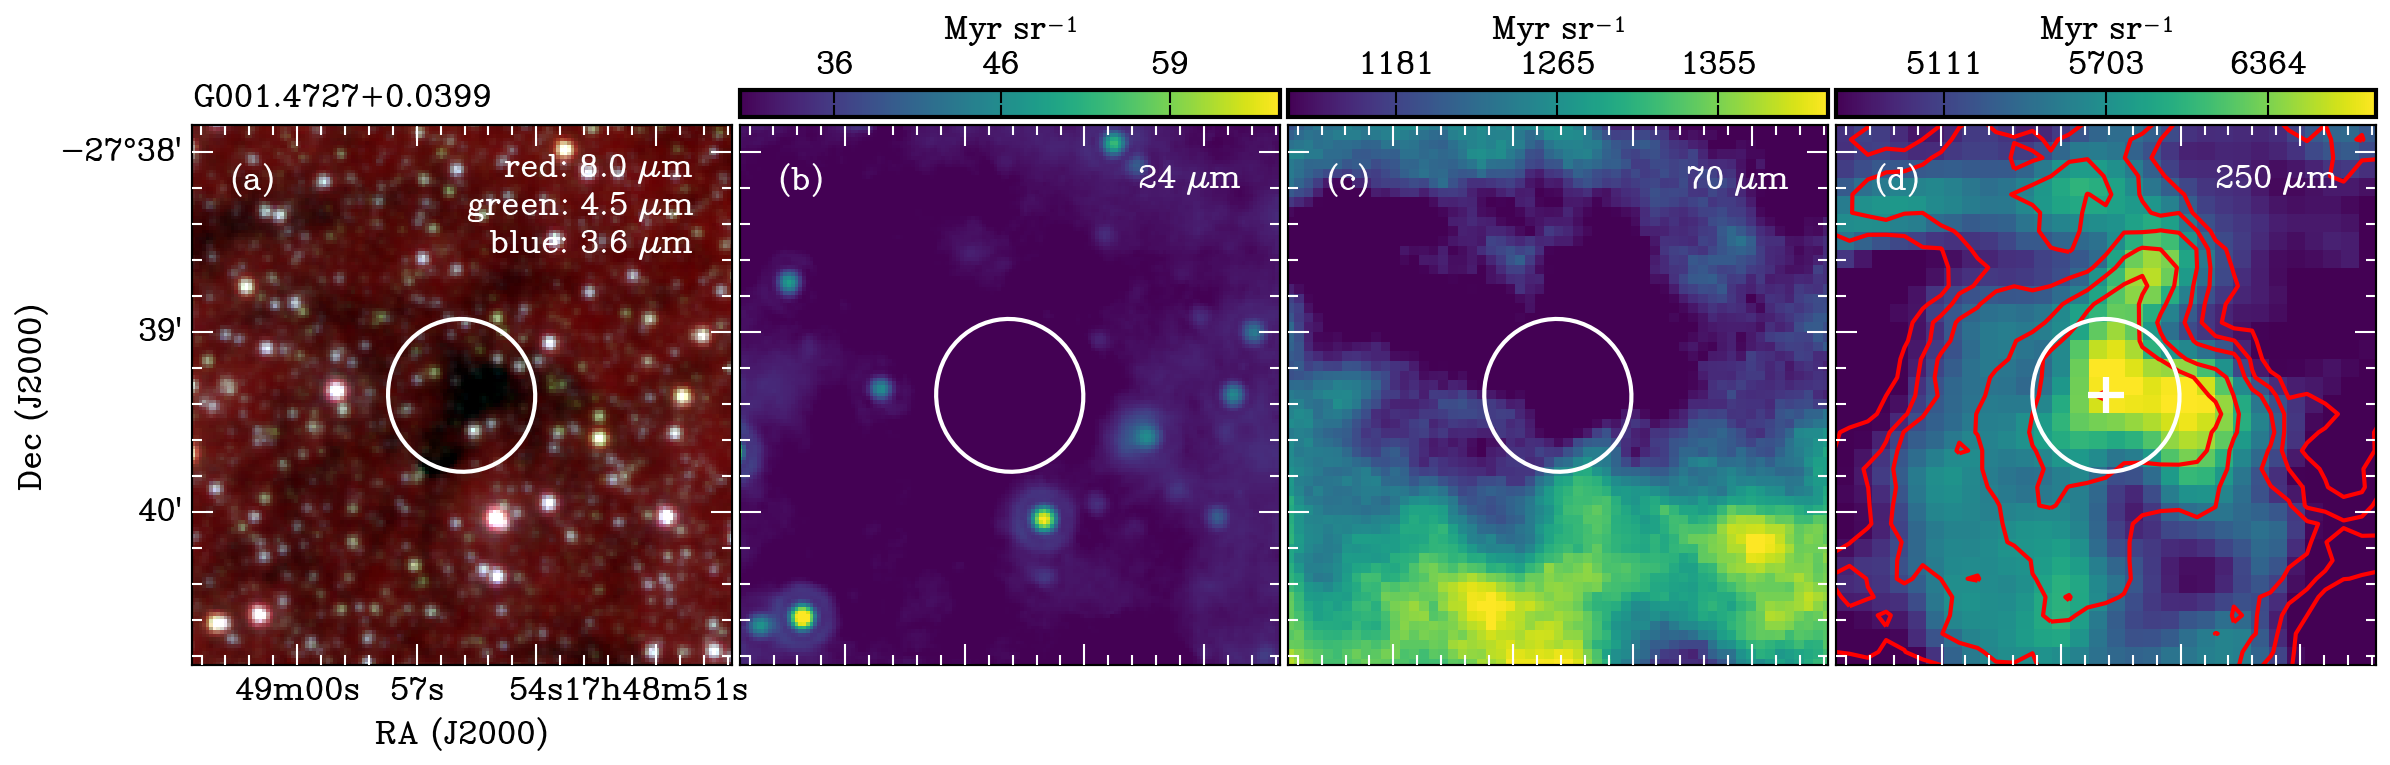 Myr sr⁻¹
36 46 59
Myr sr⁻¹
1181 1265 1355
Myr sr⁻¹
5111 5703 6364
G001.4727+0.0399
(a)
red: 8.0 μm
green: 4.5 μm
blue: 3.6 μm
(b)
24 μm
(c)
70 μm
(d)
250 μm
−27°38'
39'
40'
Dec (J2000)
49m00s 57s 54s17h48m51s
RA (J2000)